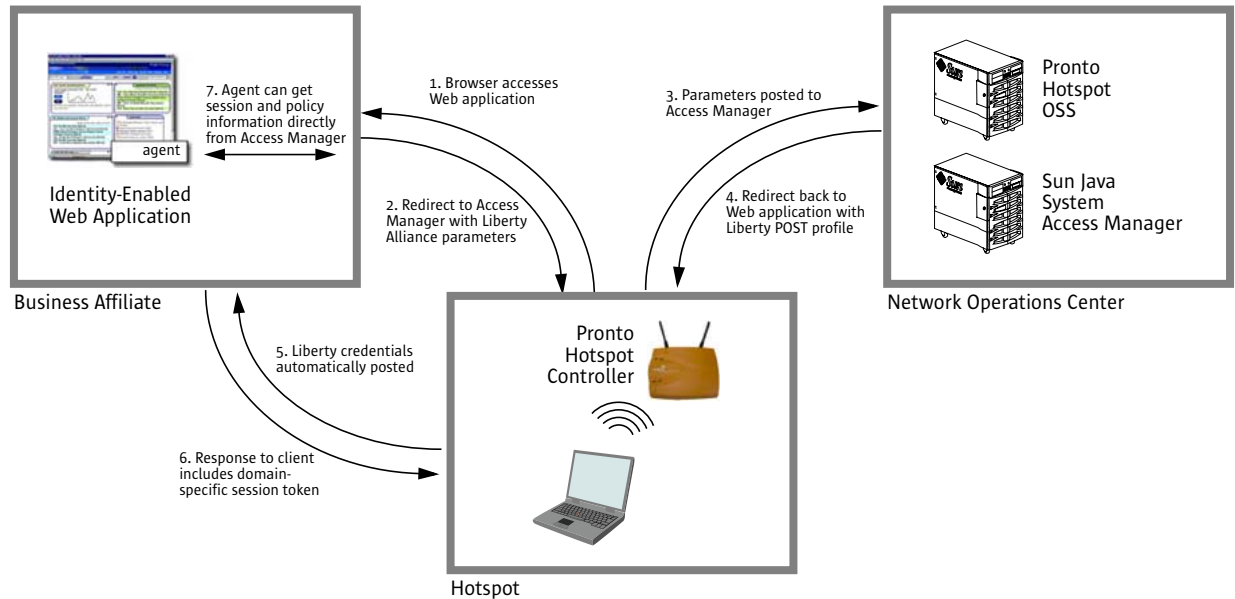 1. Browser accesses
Web application
7. Agent can get
session and policy
information directly
from Access Manager
agent
Identity-Enabled
Web Application
2. Redirect to Access
Manager with Liberty
Alliance parameters
3. Parameters posted to
Access Manager
4. Redirect back to
Web application with
Liberty POST profile
Sun
Pronto
Hotspot
OSS
Sun
Sun Java
System
Access Manager
Business Affiliate
Network Operations Center
5. Liberty credentials
automatically posted
6. Response to client
includes domain-
specific session token
Pronto
Hotspot
Controller
Hotspot